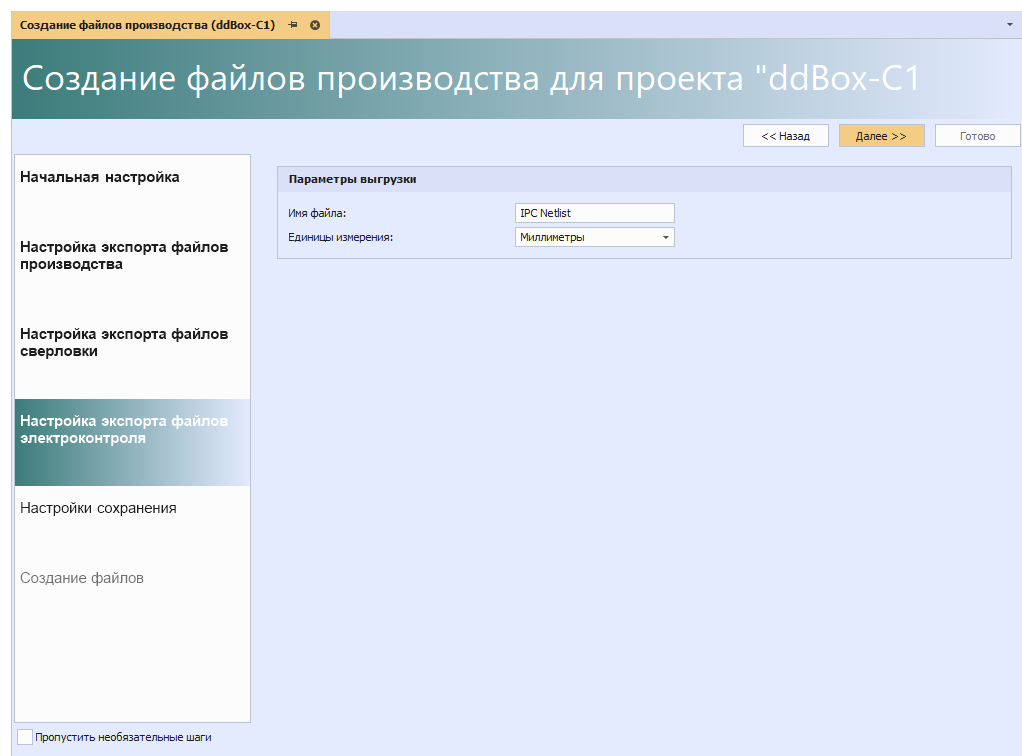 Создание файлов производства (ddBox-C1)
Создание файлов производства для проекта "ddBox-C1
<< Назад
Далее >>
Готово
Начальная настройка
Настройка экспорта файлов
производства
Настройка экспорта файлов
сверловки
Настройка экспорта файлов
электроконтроля
Настройки сохранения
Создание файлов
Параметры выгрузки
Имя файла: IPC Netlist
Единицы измерения: Миллиметры
Пропустить необязательные шаги